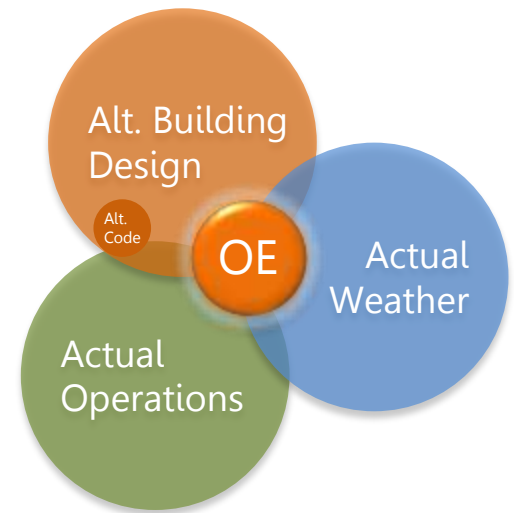 Alt. Building
Design
Alt.
Code
OE
Actual
Weather
Actual
Operations